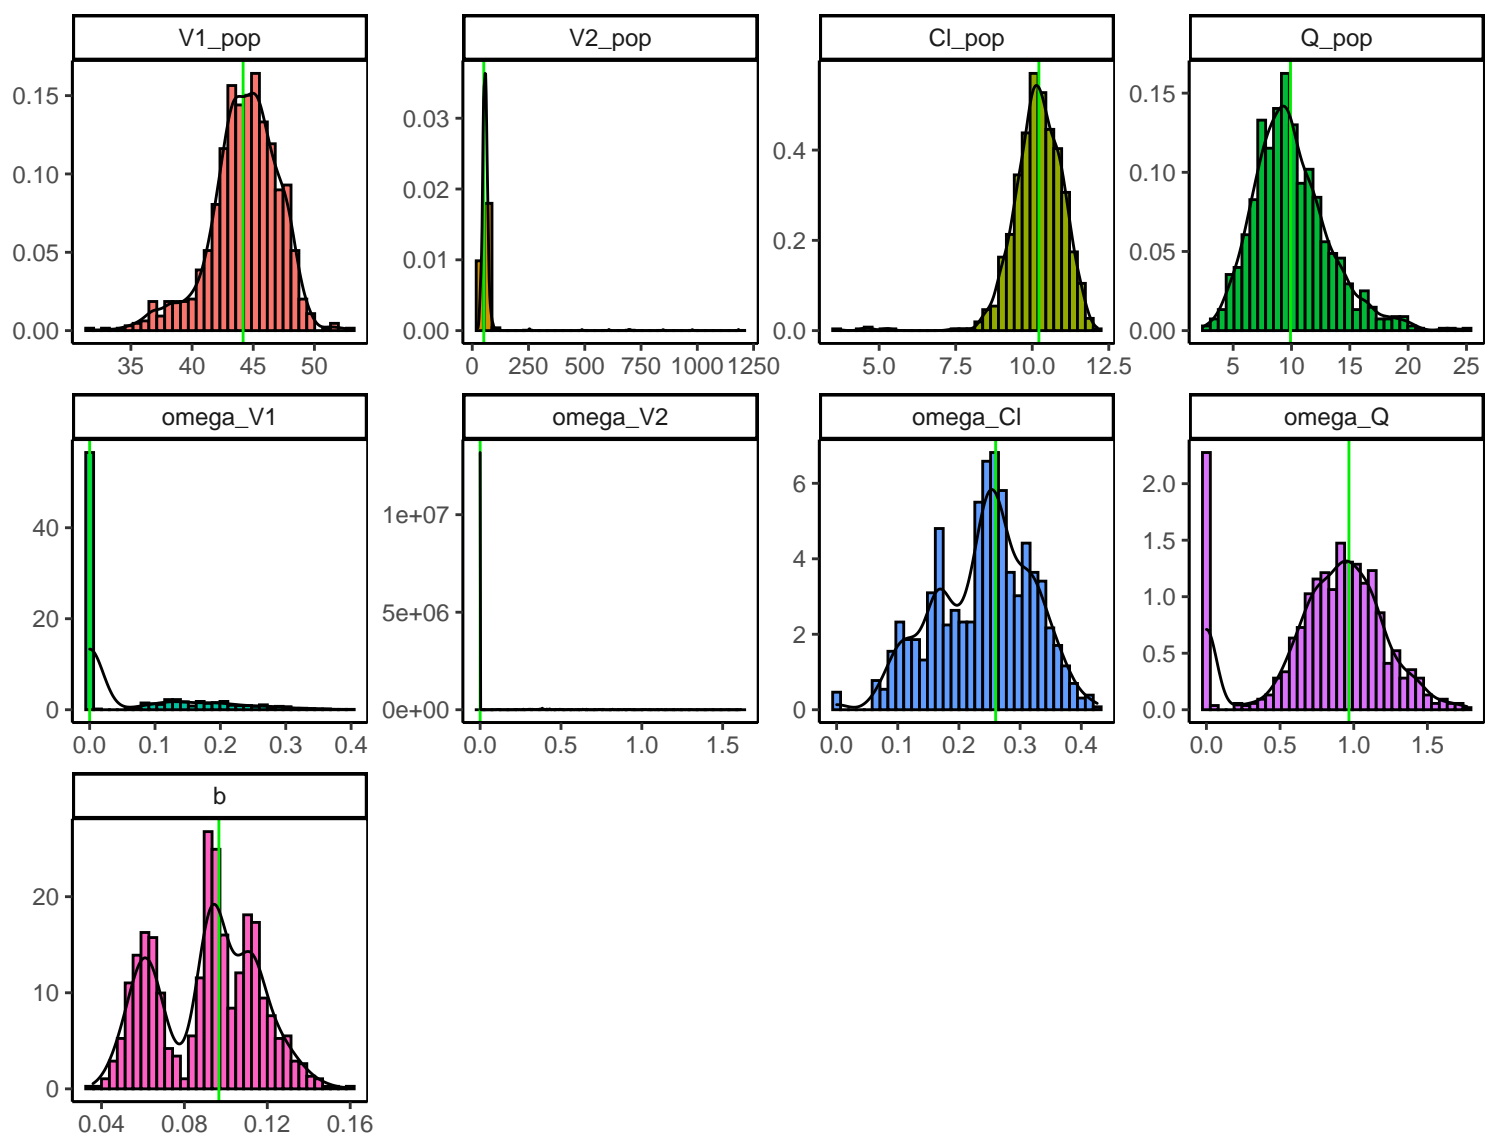 V1_pop V2_pop Cl_pop Q_pop
0.15
0.10
0.05
0.00
35 40 45 50
0.03
0.02
0.01
0.00
0 250 500 750 1000 1250
0.4
0.2
0.0
5.0 7.5 10.0 12.5
0.15
0.10
0.05
0.00
5 10 15 20 25
omega_V1 omega_V2 omega_Cl omega_Q
40
20
0
0.0 0.1 0.2 0.3 0.4
1e+07
5e+06
0e+00
0.0 0.5 1.0 1.5
6
4
2
0
0.0 0.1 0.2 0.3 0.4
2.0
1.5
1.0
0.5
0.0
0.0 0.5 1.0 1.5
b
20
10
0
0.04 0.08 0.12 0.16